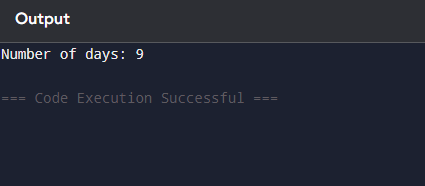 Output
Number of days: 9
=== Code Execution Successful ===